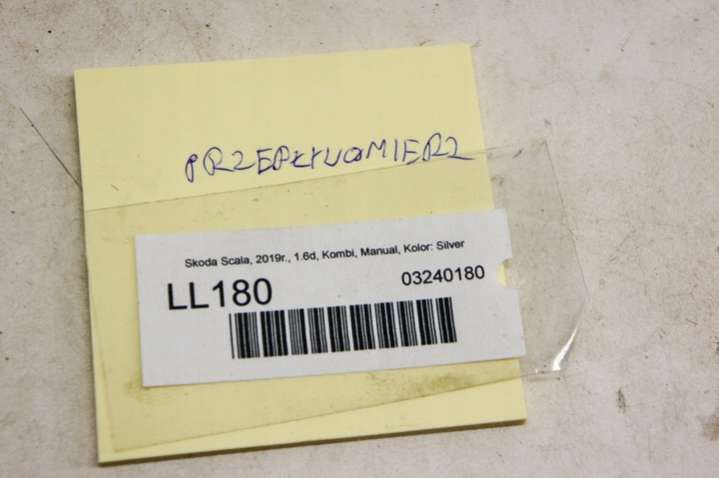 PRZEPŁYWOMIERZ
Skoda Scala, 2019r., 1.6d, Kombi, Manual, Kolor: Silver
LL180
03240180